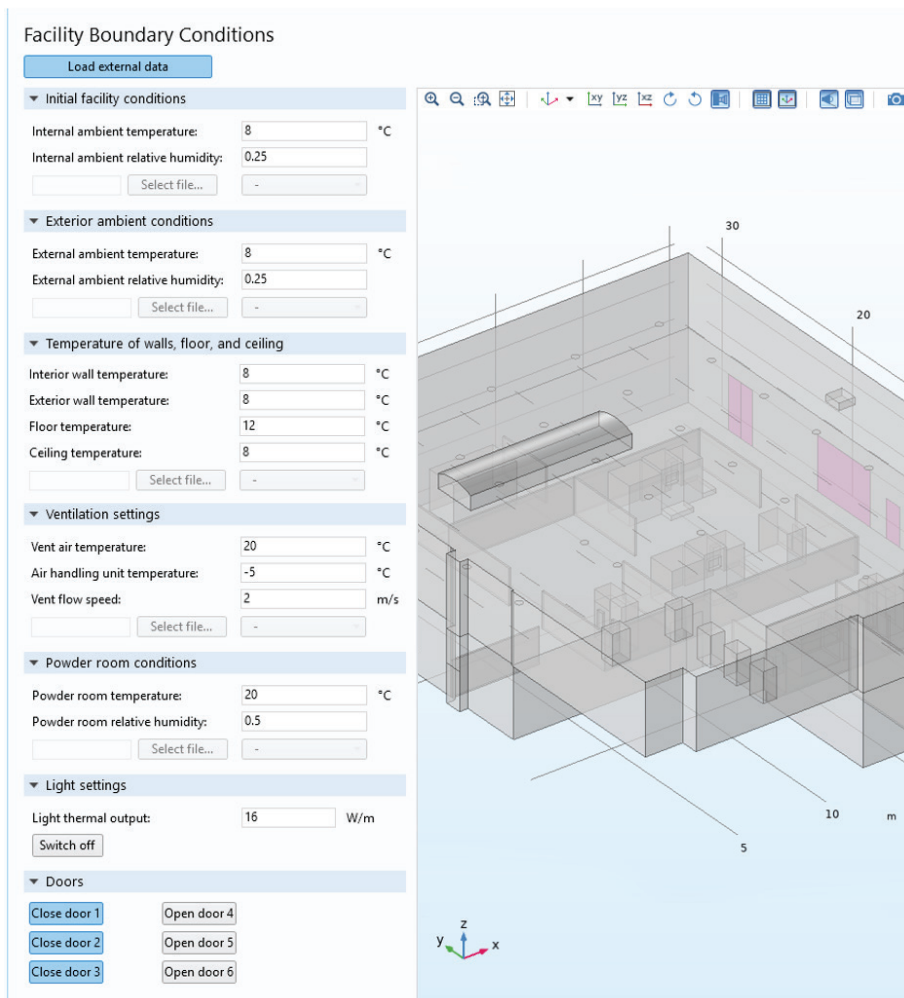 Facility Boundary Conditions
Load external data
Initial facility conditions
Internal ambient temperature: 8 °C
Internal ambient relative humidity: 0.25
Select file... -
Exterior ambient conditions
External ambient temperature: 8 °C
External ambient relative humidity: 0.25
Select file... -
Temperature of walls, floor, and ceiling
Interior wall temperature: 8 °C
Exterior wall temperature: 8 °C
Floor temperature: 12 °C
Ceiling temperature: 8 °C
Select file... -
Ventilation settings
Vent air temperature: 20 °C
Air handling unit temperature: -5 °C
Vent flow speed: 2 m/s
Select file... -
Powder room conditions
Powder room temperature: 20 °C
Powder room relative humidity: 0.5
Select file... -
Light settings
Light thermal output: 16 W/m
Switch off
Doors
Close door 1 Open door 4
Close door 2 Open door 5
Close door 3 Open door 6
xy yz xz
30
20
10 m
5
z
y x